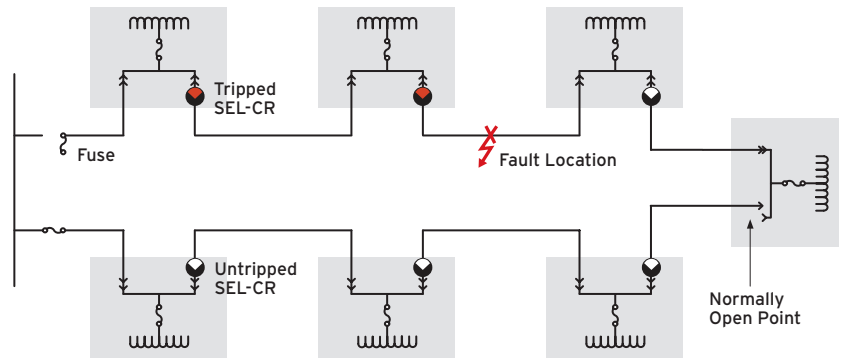 Tripped
SEL-CR
Fuse
Fault Location
Untripped
SEL-CR
Normally
Open Point